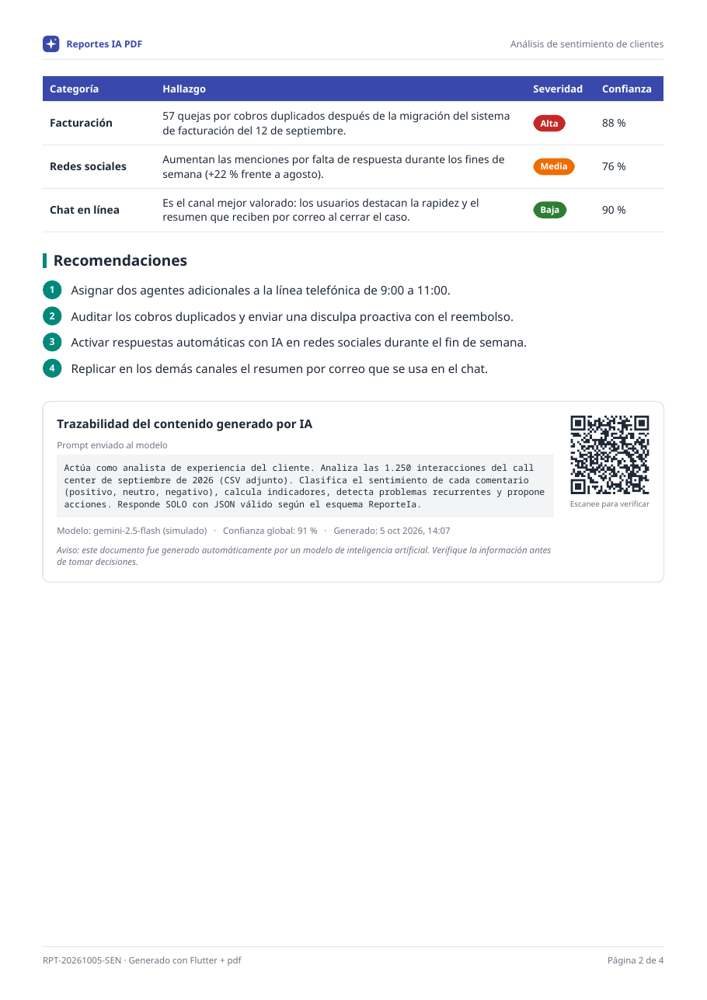 Reportes IA PDF
Análisis de sentimiento de clientes
Categoría Hallazgo Severidad Confianza
Facturación
57 quejas por cobros duplicados después de la migración del sistema
de facturación del 12 de septiembre.
Alta
88 %
Redes sociales
Aumentan las menciones por falta de respuesta durante los fines de
semana (+22 % frente a agosto).
Media
76 %
Chat en línea
Es el canal mejor valorado: los usuarios destacan la rapidez y el
resumen que reciben por correo al cerrar el caso.
Baja
90 %
Recomendaciones
1 Asignar dos agentes adicionales a la línea telefónica de 9:00 a 11:00.
2 Auditar los cobros duplicados y enviar una disculpa proactiva con el reembolso.
3 Activar respuestas automáticas con IA en redes sociales durante el fin de semana.
4 Replicar en los demás canales el resumen por correo que se usa en el chat.
Trazabilidad del contenido generado por IA
Prompt enviado al modelo
Actúa como analista de experiencia del cliente. Analiza las 1.250 interacciones del call
center de septiembre de 2026 (CSV adjunto). Clasifica el sentimiento de cada comentario
(positivo, neutro, negativo), calcula indicadores, detecta problemas recurrentes y propone
acciones. Responde SOLO con JSON válido según el esquema ReporteIa.
Modelo: gemini-2.5-flash (simulado) · Confianza global: 91 % · Generado: 5 oct 2026, 14:07
Aviso: este documento fue generado automáticamente por un modelo de inteligencia artificial. Verifique la información antes
de tomar decisiones.
Escanee para verificar
RPT-20261005-SEN · Generado con Flutter + pdf
Página 2 de 4